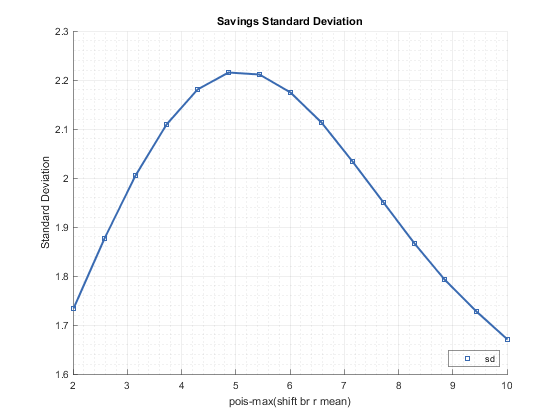 Savings Standard Deviation
2.3
2.2
2.1
2
1.9
1.8
1.7
1.6
Standard Deviation
sd
2 3 4 5 6 7 8 9 10
pois-max(shift br r mean)